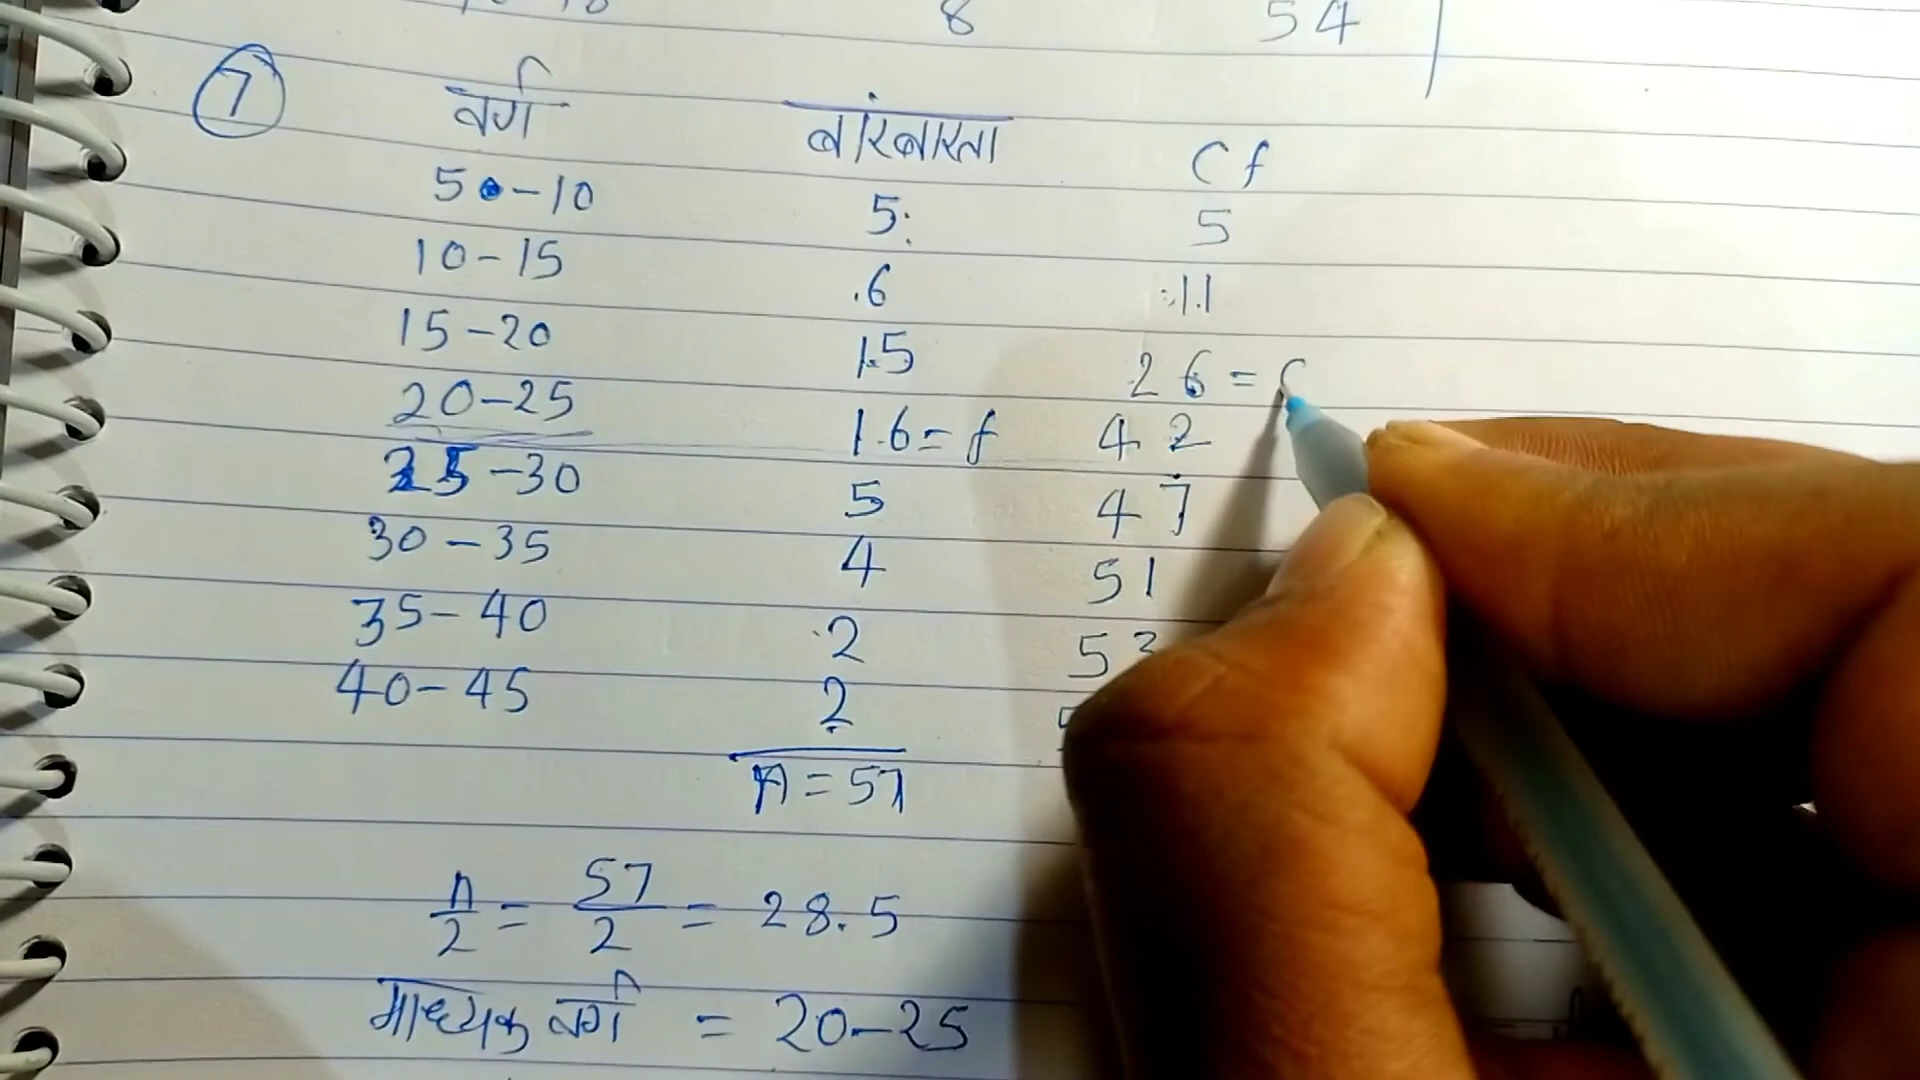 8 54
7 वर्ग बारंबारता Cf
5-10 5 5
10-15 6 11
15-20 15 26 = C
20-25 16 = f 42
25-30 5 47
30-35 4 51
35-40 2 53
40-45 2
n = 57
n/2 = 57/2 = 28.5
माध्यक वर्ग = 20-25